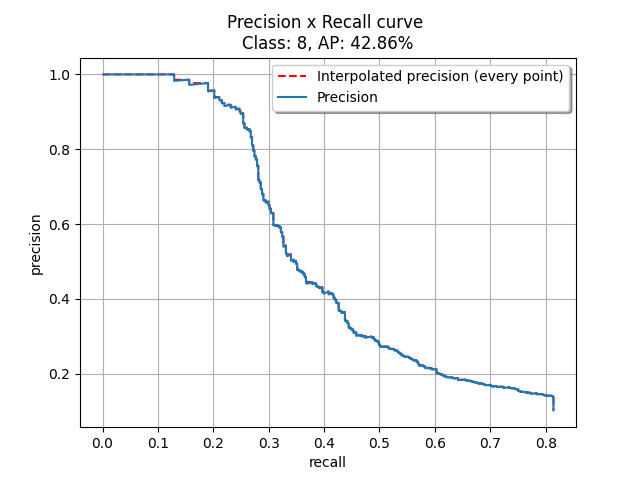 Precision x Recall curve
Class: 8, AP: 42.86%
Interpolated precision (every point)
Precision
1.0
0.8
0.6
0.4
0.2
precision
0.0 0.1 0.2 0.3 0.4 0.5 0.6 0.7 0.8
recall